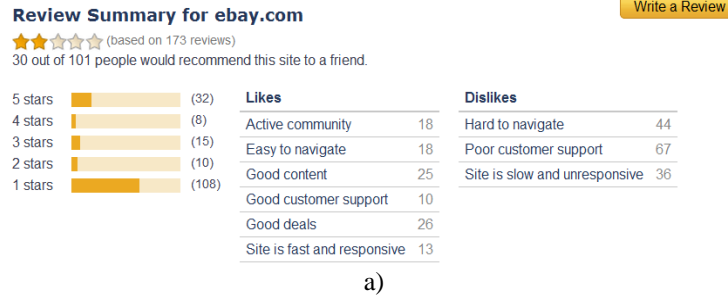 Review Summary for ebay.com
Write a Review
(based on 173 reviews)
30 out of 101 people would recommend this site to a friend.
5 stars (32)
4 stars (8)
3 stars (15)
2 stars (10)
1 stars (108)
Likes
Active community 18
Easy to navigate 18
Good content 25
Good customer support 10
Good deals 26
Site is fast and responsive 13
Dislikes
Hard to navigate 44
Poor customer support 67
Site is slow and unresponsive 36
a)